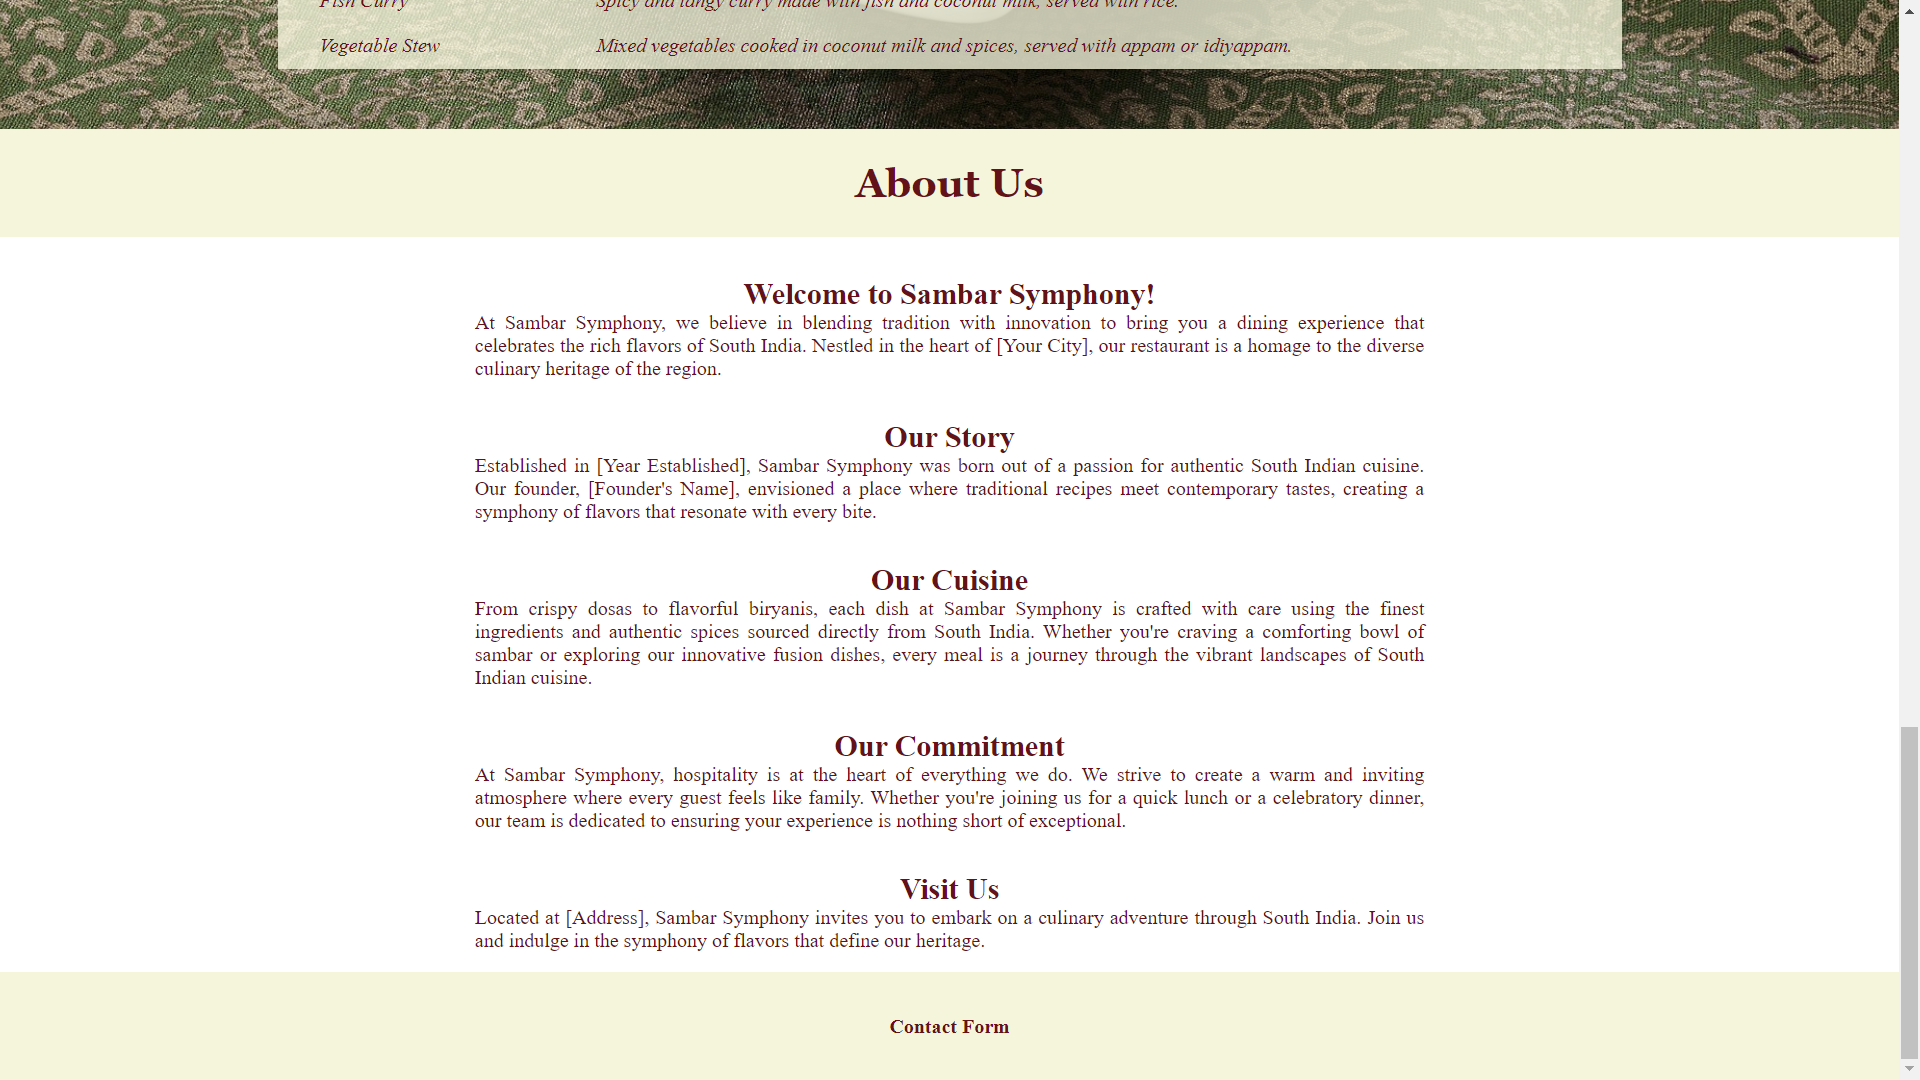 Fish Curry Spicy and tangy curry made with fish and coconut milk, served with rice.
Vegetable Stew Mixed vegetables cooked in coconut milk and spices, served with appam or idiyappam.
About Us
Welcome to Sambar Symphony!
At Sambar Symphony, we believe in blending tradition with innovation to bring you a dining experience that
celebrates the rich flavors of South India. Nestled in the heart of [Your City], our restaurant is a homage to the diverse
culinary heritage of the region.
Our Story
Established in [Year Established], Sambar Symphony was born out of a passion for authentic South Indian cuisine.
Our founder, [Founder's Name], envisioned a place where traditional recipes meet contemporary tastes, creating a
symphony of flavors that resonate with every bite.
Our Cuisine
From crispy dosas to flavorful biryanis, each dish at Sambar Symphony is crafted with care using the finest
ingredients and authentic spices sourced directly from South India. Whether you're craving a comforting bowl of
sambar or exploring our innovative fusion dishes, every meal is a journey through the vibrant landscapes of South
Indian cuisine.
Our Commitment
At Sambar Symphony, hospitality is at the heart of everything we do. We strive to create a warm and inviting
atmosphere where every guest feels like family. Whether you're joining us for a quick lunch or a celebratory dinner,
our team is dedicated to ensuring your experience is nothing short of exceptional.
Visit Us
Located at [Address], Sambar Symphony invites you to embark on a culinary adventure through South India. Join us
and indulge in the symphony of flavors that define our heritage.
Contact Form